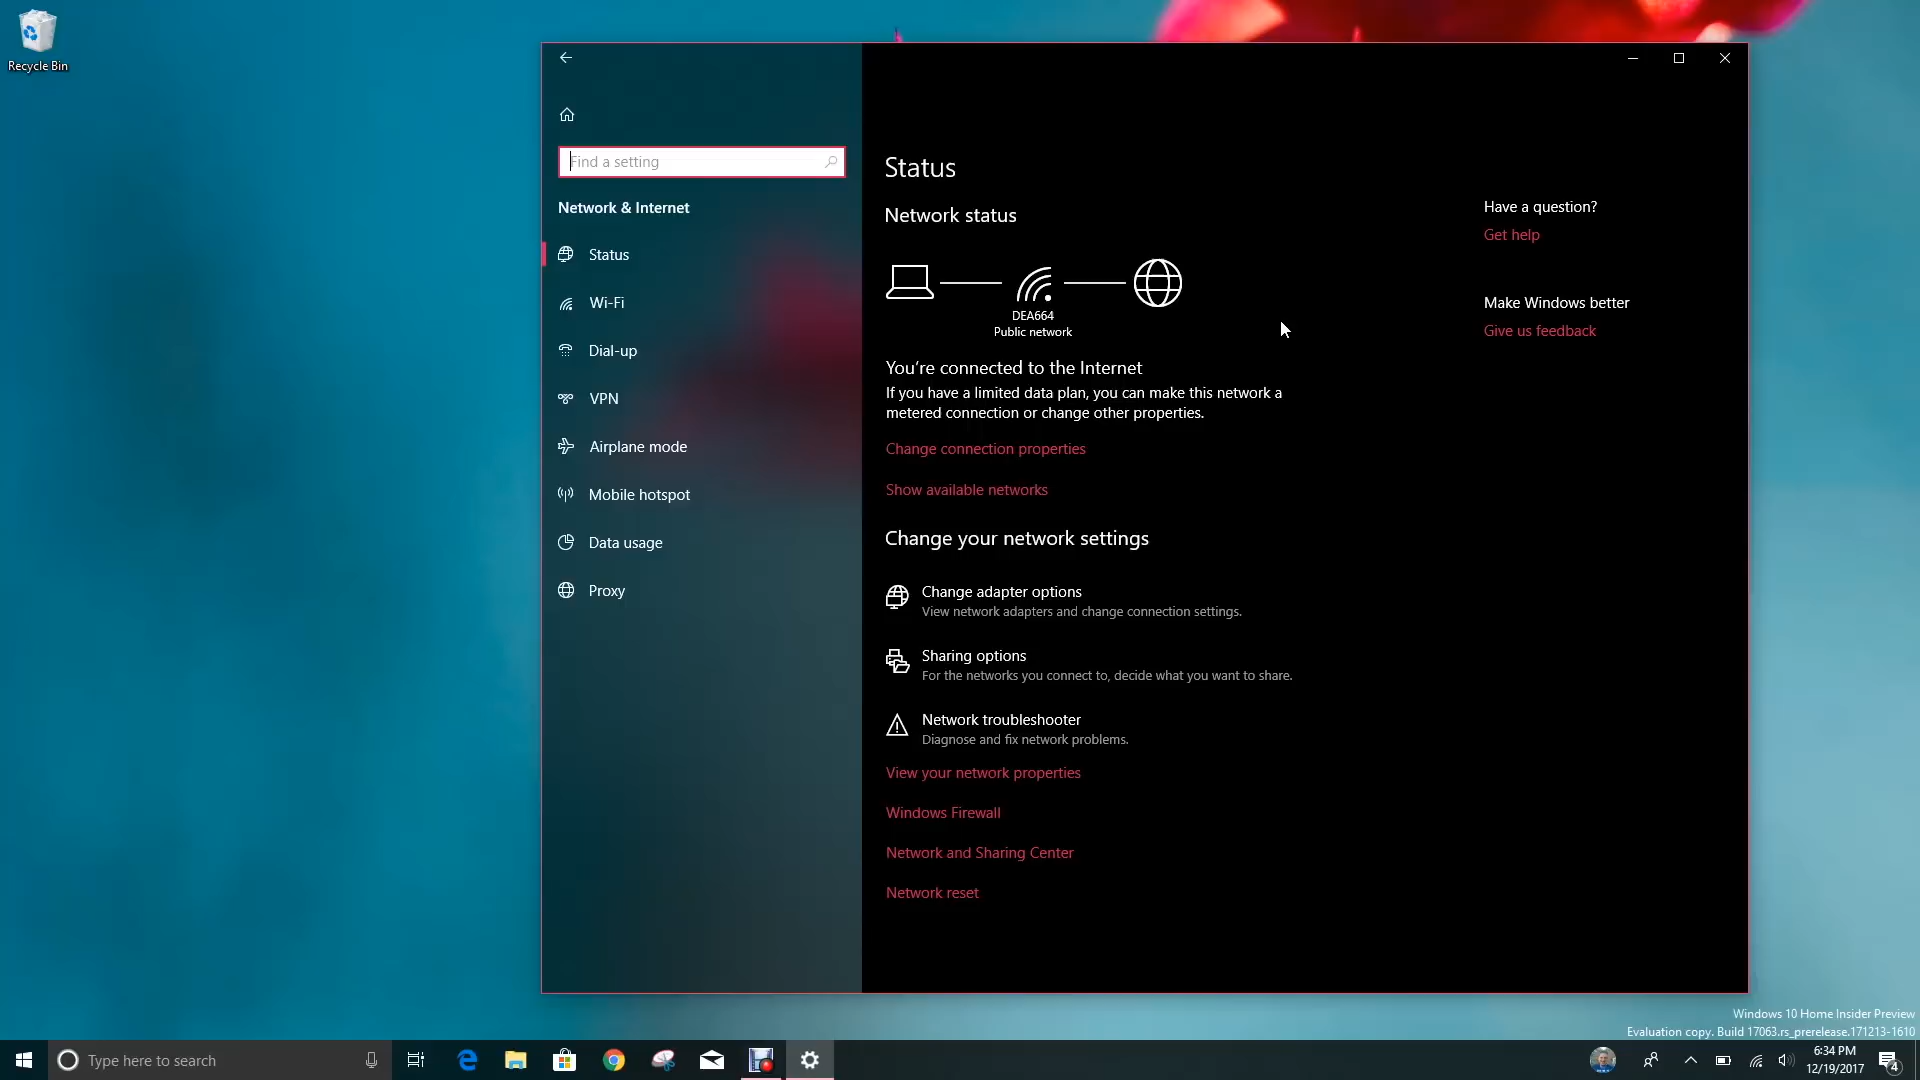 Recycle Bin
Find a setting
Network & Internet
Status
Wi-Fi
Dial-up
VPN
Airplane mode
Mobile hotspot
Data usage
Proxy
Status
Network status
DEA664
Public network
You're connected to the Internet
If you have a limited data plan, you can make this network a
metered connection or change other properties.
Change connection properties
Show available networks
Change your network settings
Change adapter options
View network adapters and change connection settings.
Sharing options
For the networks you connect to, decide what you want to share.
Network troubleshooter
Diagnose and fix network problems.
View your network properties
Windows Firewall
Network and Sharing Center
Network reset
Have a question?
Get help
Make Windows better
Give us feedback
Windows 10 Home Insider Preview
Evaluation copy. Build 17063.rs_prerelease.171213-1610
Type here to search
6:34 PM
12/19/2017
4